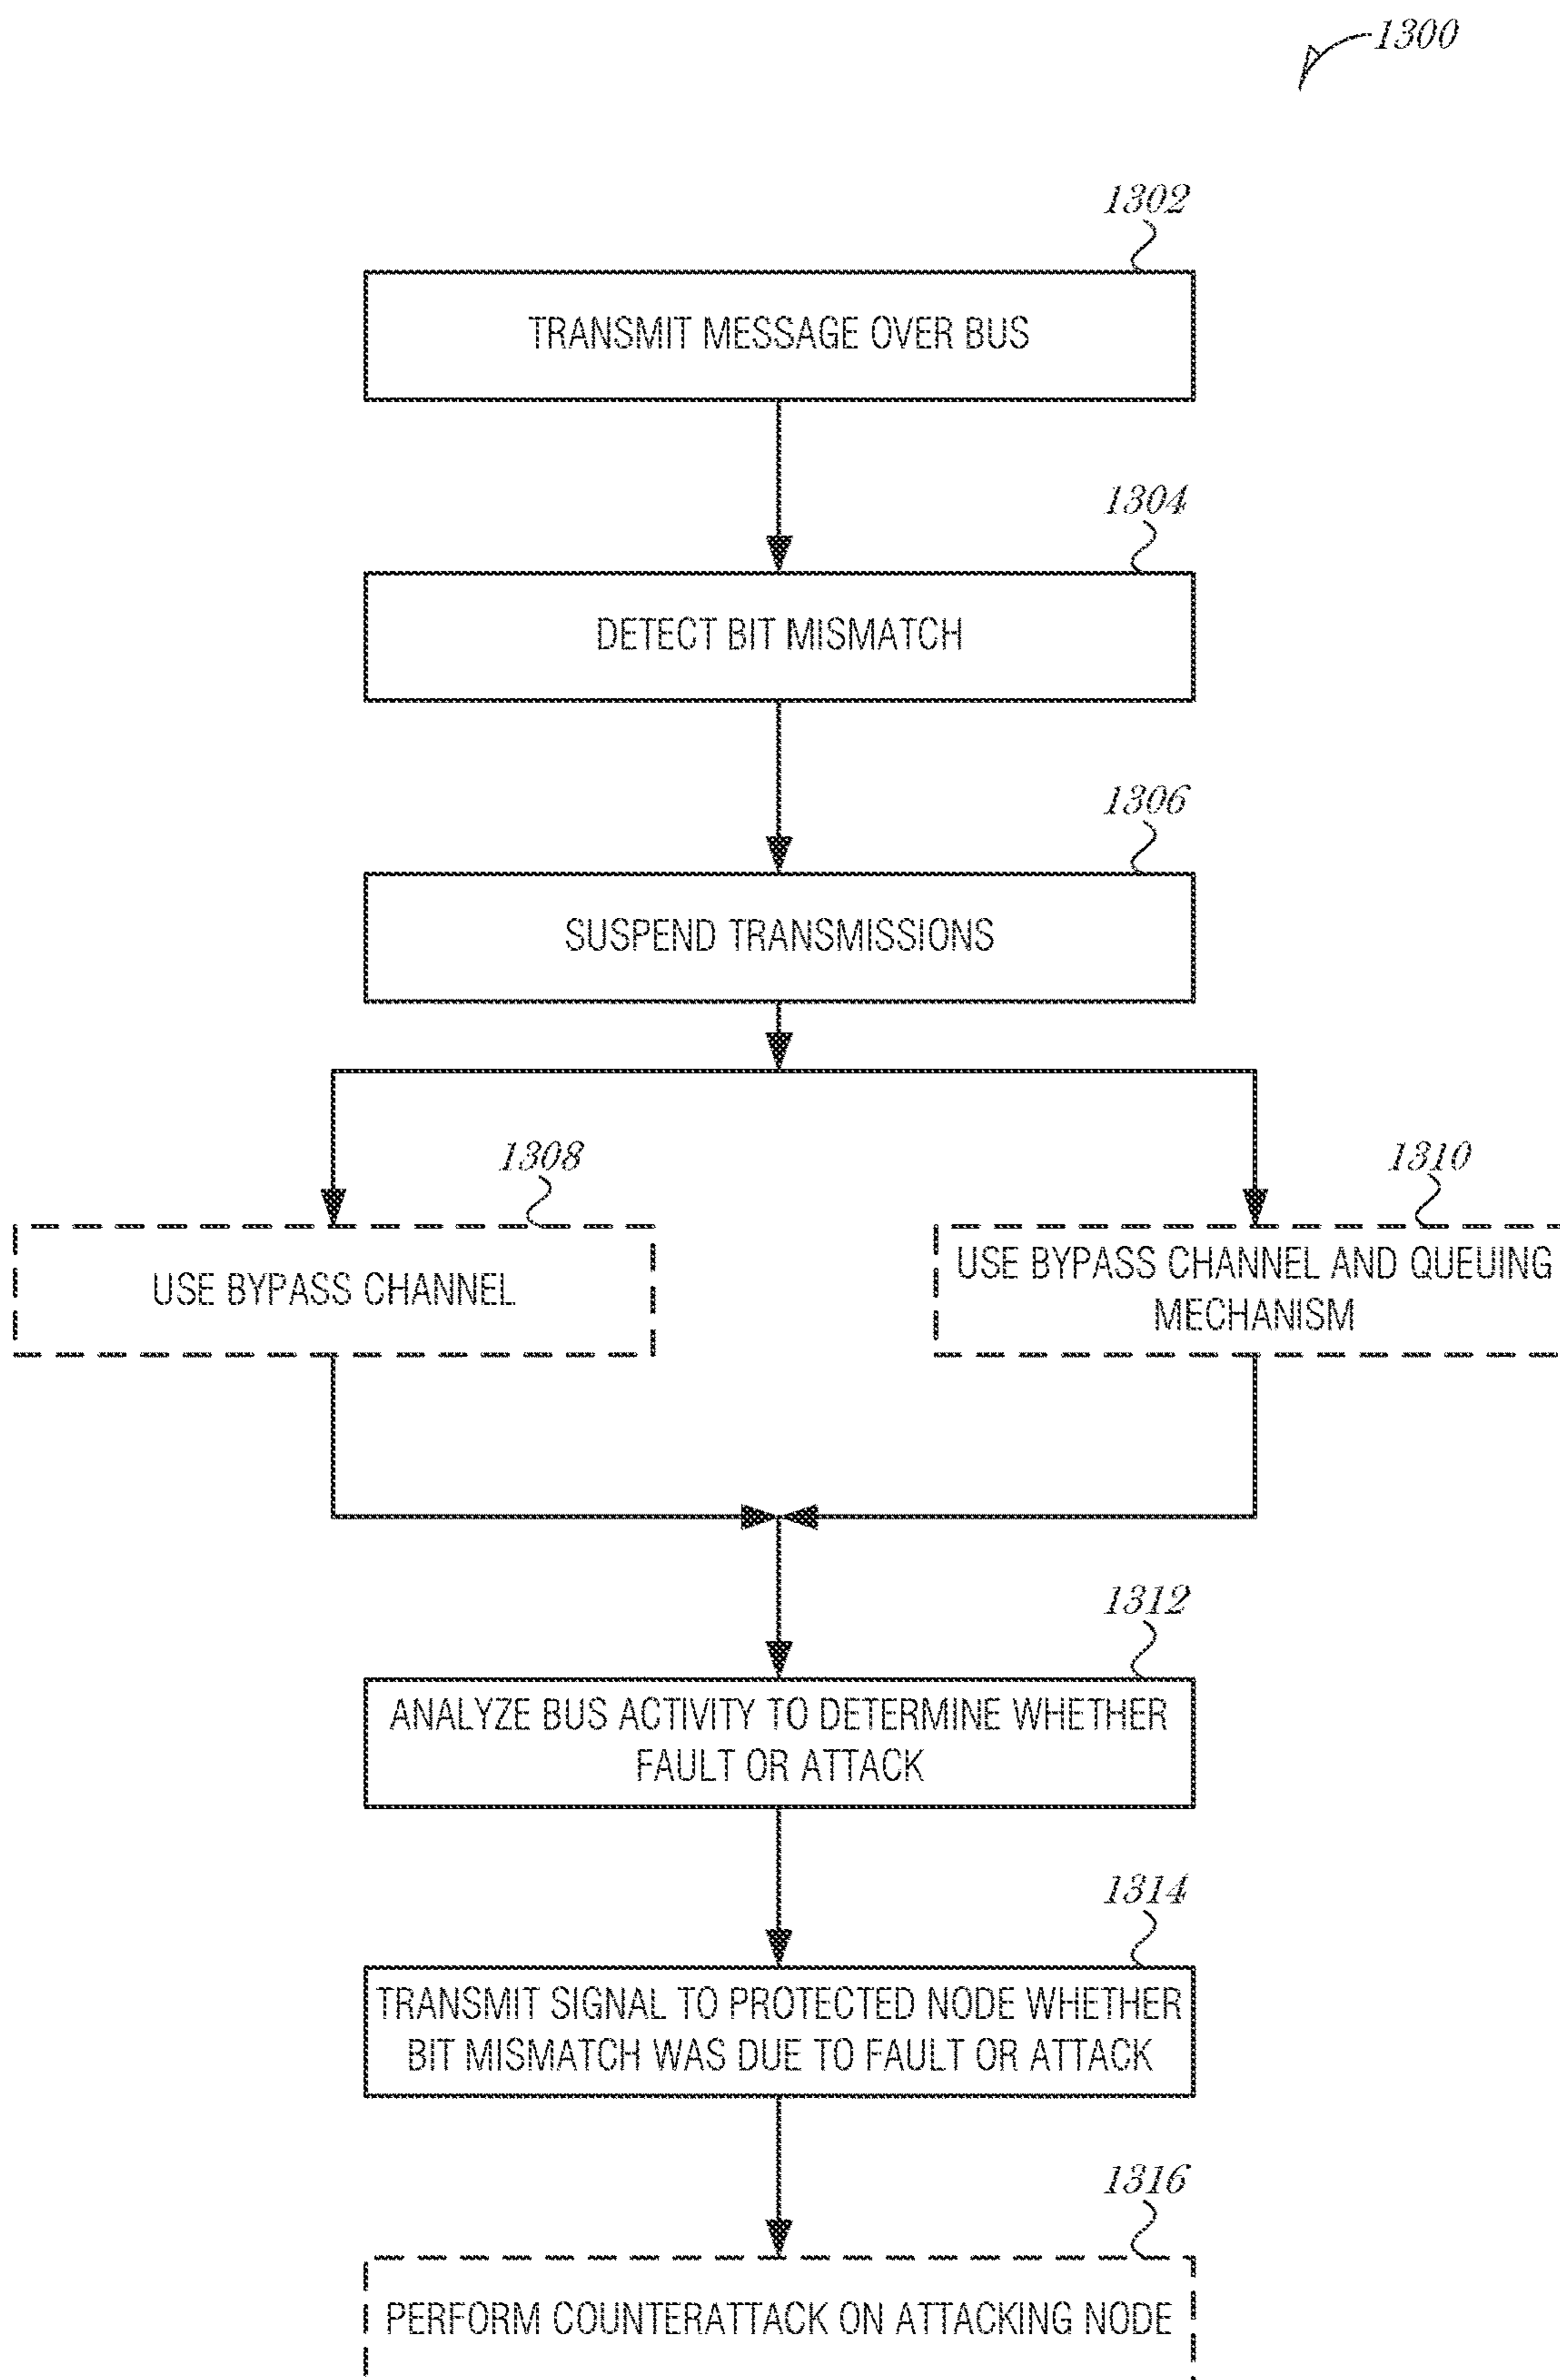 1300
1302
TRANSMIT MESSAGE OVER BUS
1304
DETECT BIT MISMATCH
1306
SUSPEND TRANSMISSIONS
1308
USE BYPASS CHANNEL
1310
USE BYPASS CHANNEL AND QUEUING
MECHANISM
1312
ANALYZE BUS ACTIVITY TO DETERMINE WHETHER
FAULT OR ATTACK
1314
TRANSMIT SIGNAL TO PROTECTED NODE WHETHER
BIT MISMATCH WAS DUE TO FAULT OR ATTACK
1316
PERFORM COUNTERATTACK ON ATTACKING NODE